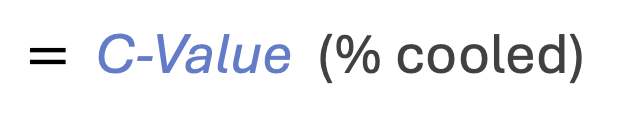 = C-Value (% cooled)